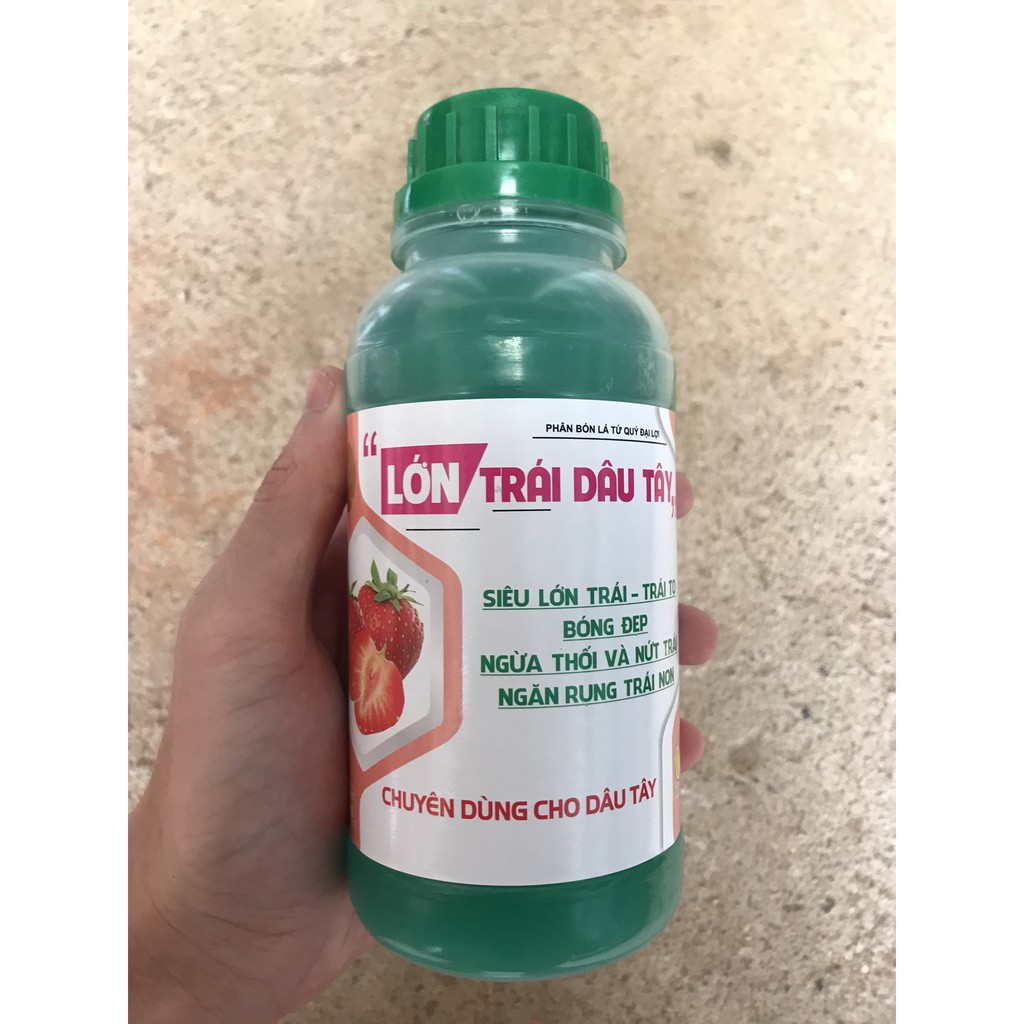 PHÂN BÓN LÁ TỨ QUÝ ĐẠI LỢI
“LỚN TRÁI DÂU TÂY„
SIÊU LỚN TRÁI - TRÁI TO
BÓNG ĐẸP
NGỪA THỐI VÀ NỨT TRÁI
NGĂN RỤNG TRÁI NON
CHUYÊN DÙNG CHO DÂU TÂY